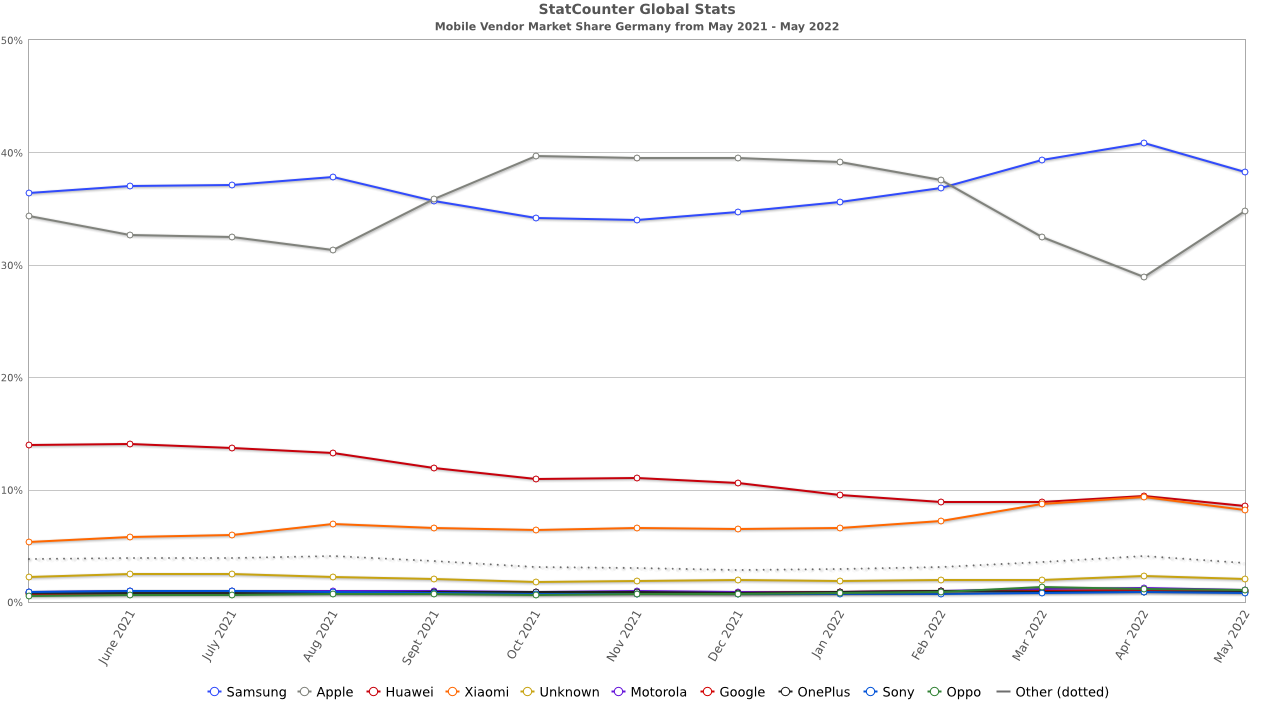 StatCounter Global Stats
Mobile Vendor Market Share Germany from May 2021 - May 2022
50%
40%
30%
20%
10%
0%
June 2021
July 2021
Aug 2021
Sept 2021
Oct 2021
Nov 2021
Dec 2021
Jan 2022
Feb 2022
Mar 2022
Apr 2022
May 2022
Samsung Apple Huawei Xiaomi Unknown Motorola Google OnePlus Sony Oppo Other (dotted)